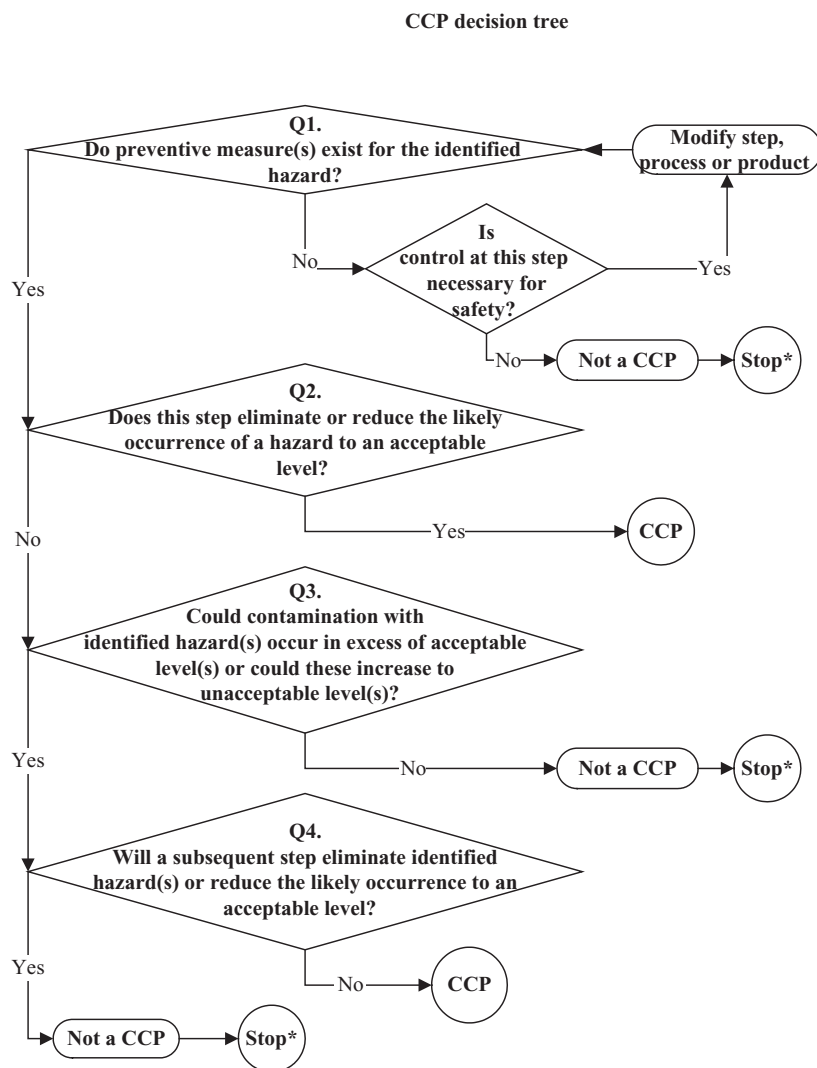 CCP decision tree
Q1.
Do preventive measure(s) exist for the identified
hazard?
Modify step,
process or product
Is
control at this step
necessary for
safety?
No
Yes
Yes
No
Not a CCP
Stop*
Q2.
Does this step eliminate or reduce the likely
occurrence of a hazard to an acceptable
level?
Yes
CCP
No
Q3.
Could contamination with
identified hazard(s) occur in excess of acceptable
level(s) or could these increase to
unacceptable level(s)?
Yes
No
Not a CCP
Stop*
Q4.
Will a subsequent step eliminate identified
hazard(s) or reduce the likely occurrence to an
acceptable level?
Yes
No
CCP
Not a CCP
Stop*